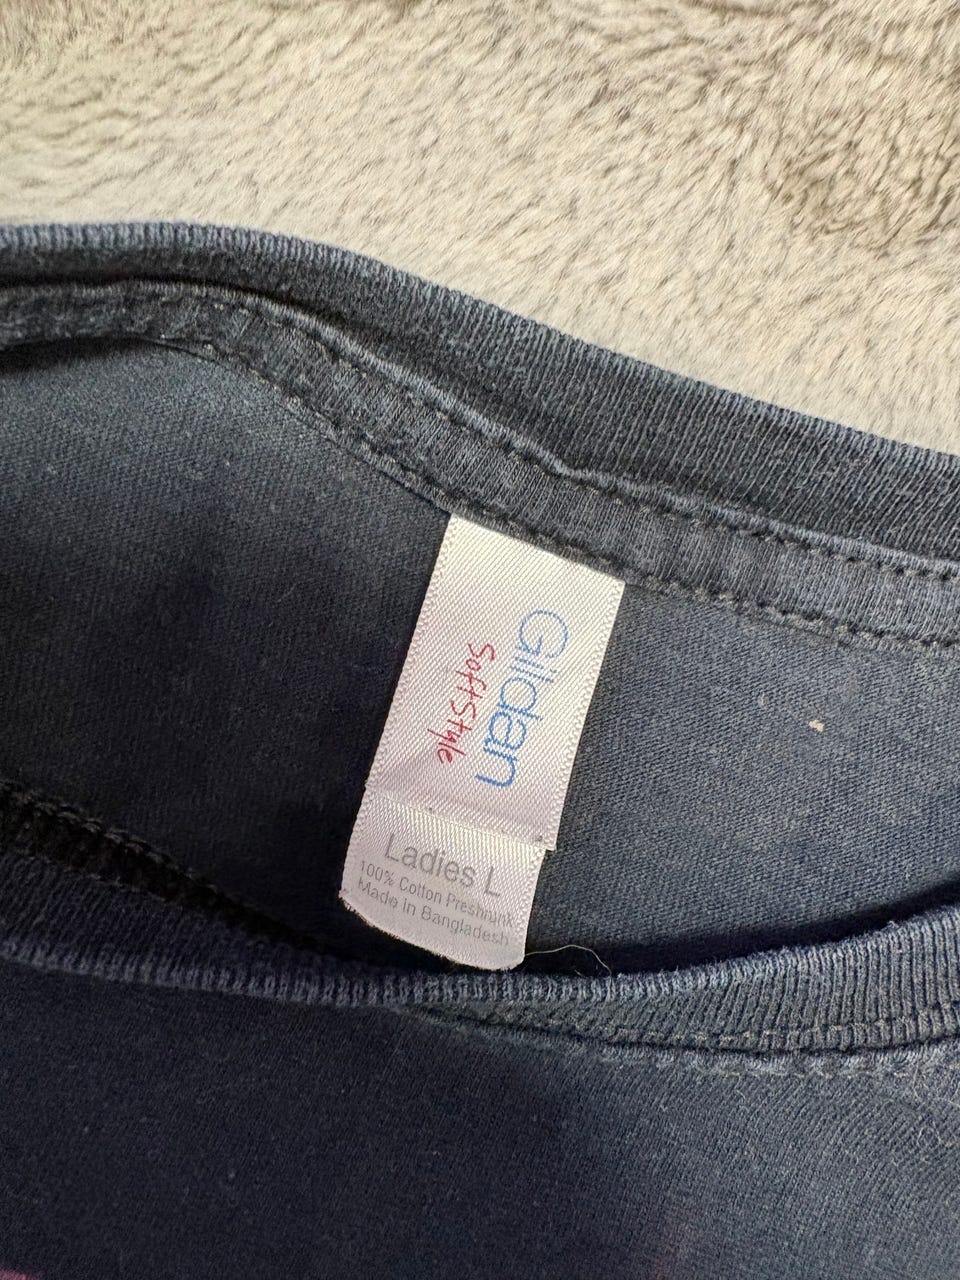 Gildan
SoftStyle
Ladies L
100% Cotton Preshrunk
Made in Bangladesh